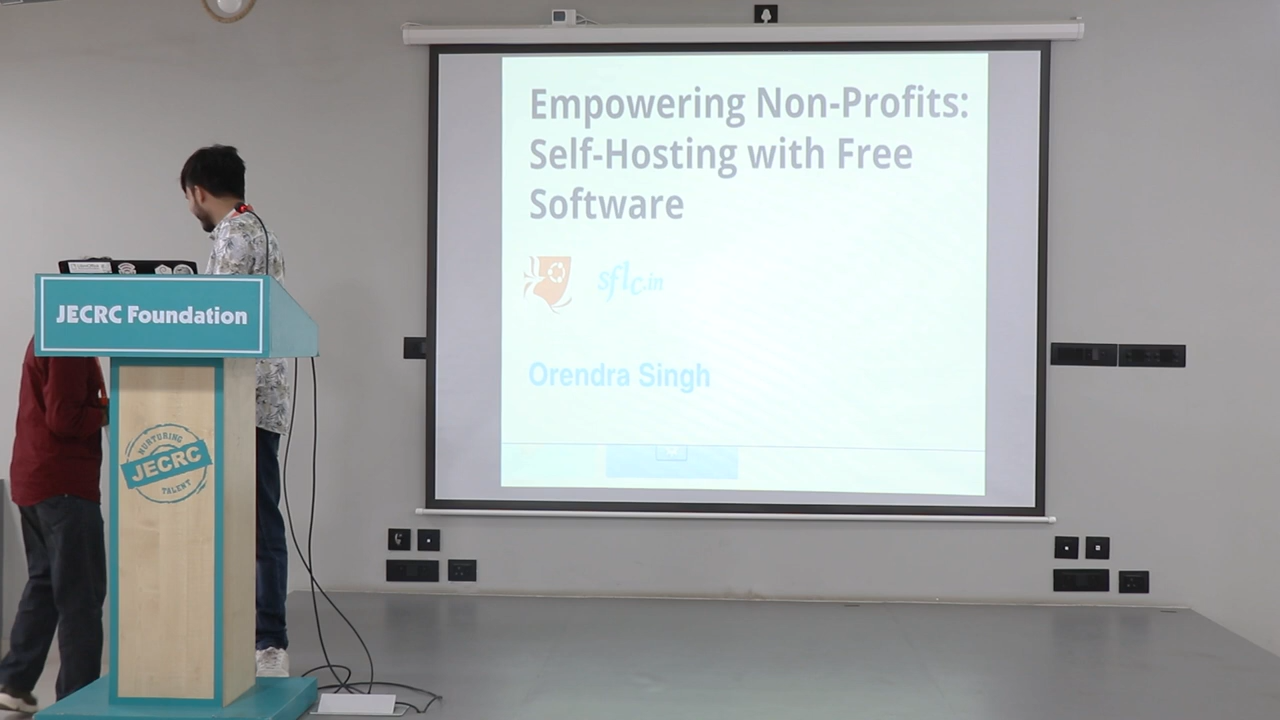 Empowering Non-Profits:
Self-Hosting with Free
Software
sflc.in
Orendra Singh
JECRC Foundation
NURTURING
JECRC
TALENT